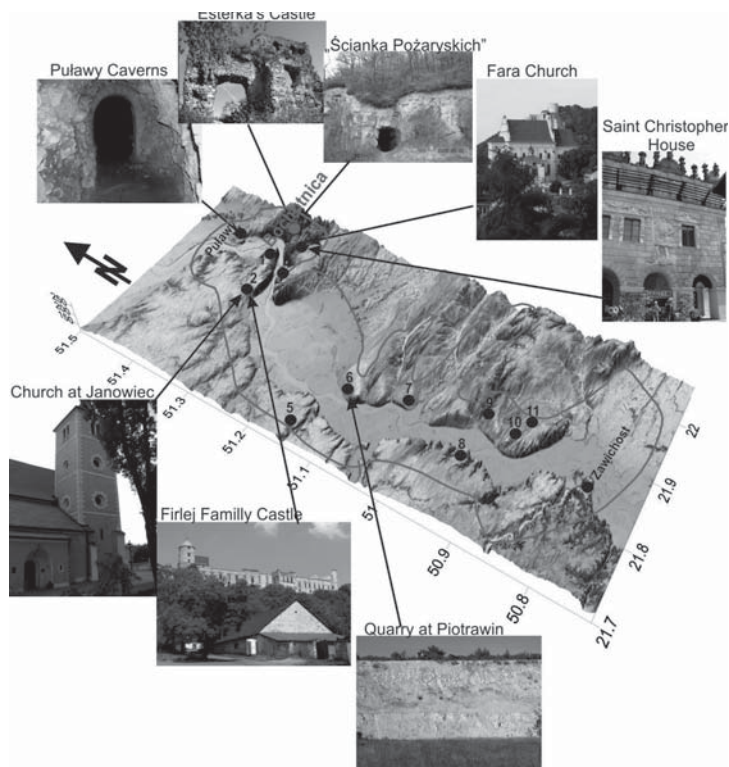 Esterka's Castle
„Ścianka Pożaryskich”
Puławy Caverns
Fara Church
Saint Christopher
House
Puławy
N
2
51.5
51.4
51.3
51.2
51.1
51
50.9
50.8
21.7
21.8
21.9
22
5
6
7
8
9
10
11
Zawichost
Church at Janowiec
Firlej Familly Castle
Quarry at Piotrawin